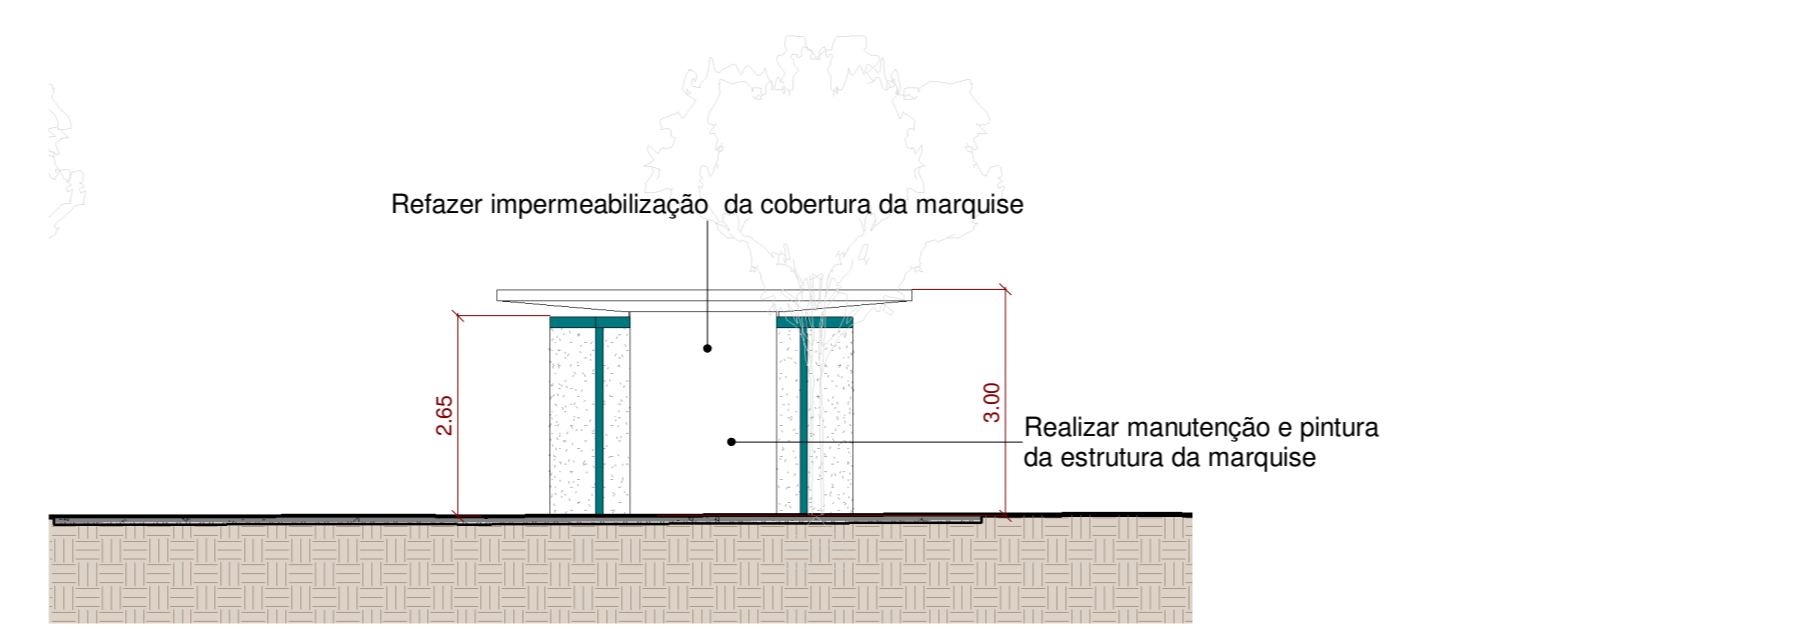 Refazer impermeabilização  da cobertura da marquise
2.65
3.00
Realizar manutenção e pintura
da estrutura da marquise